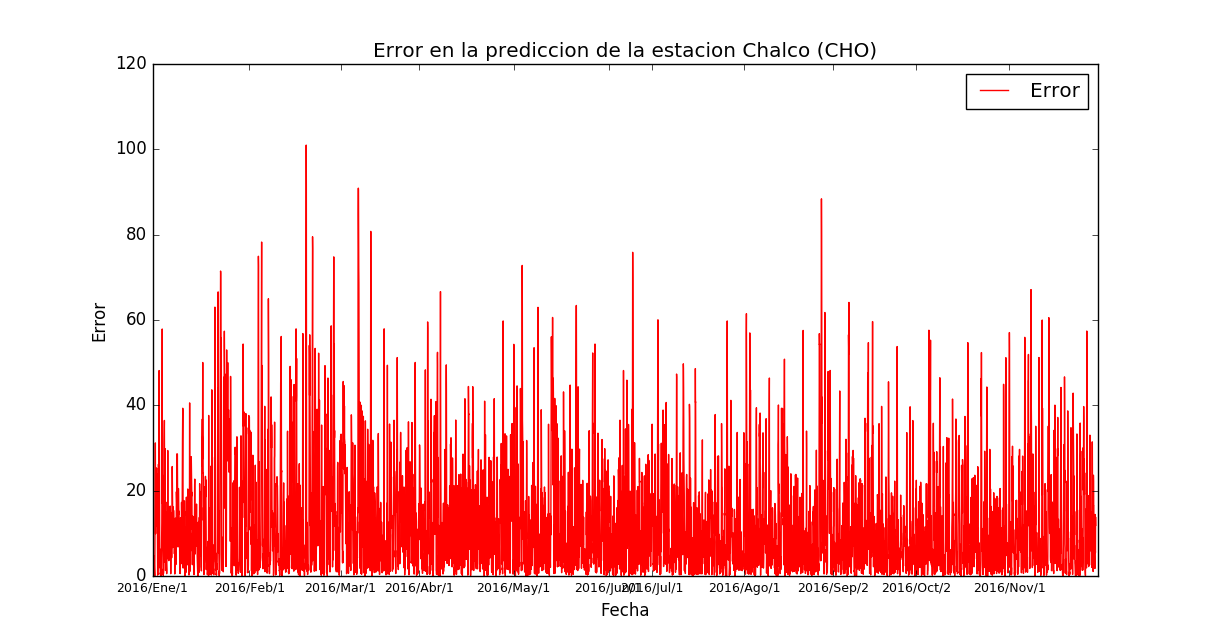 Error en la prediccion de la estacion Chalco (CHO)
120
Error
100
80
60
40
20
0
Error
2016/Ene/1 2016/Feb/1 2016/Mar/1 2016/Abr/1 2016/May/1 2016/Jun/1 2016/Jul/1 2016/Ago/1 2016/Sep/2 2016/Oct/2 2016/Nov/1
Fecha